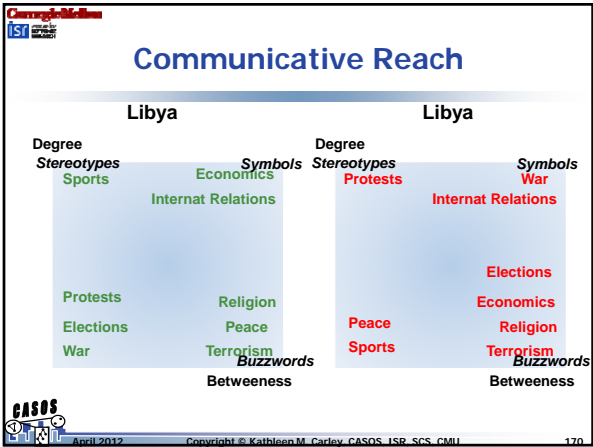 Carnegie Mellon
isr
Communicative Reach
Libya
Degree
Stereotypes
Symbols
Sports
Economics
Internat Relations
Protests
Religion
Elections
Peace
War
Terrorism
Buzzwords
Betweeness
Libya
Degree
Stereotypes
Symbols
Protests
War
Internat Relations
Elections
Economics
Peace
Religion
Sports
Terrorism
Buzzwords
Betweeness
CASOS
April 2012 Copyright © Kathleen M. Carley, CASOS, ISR, SCS, CMU 170